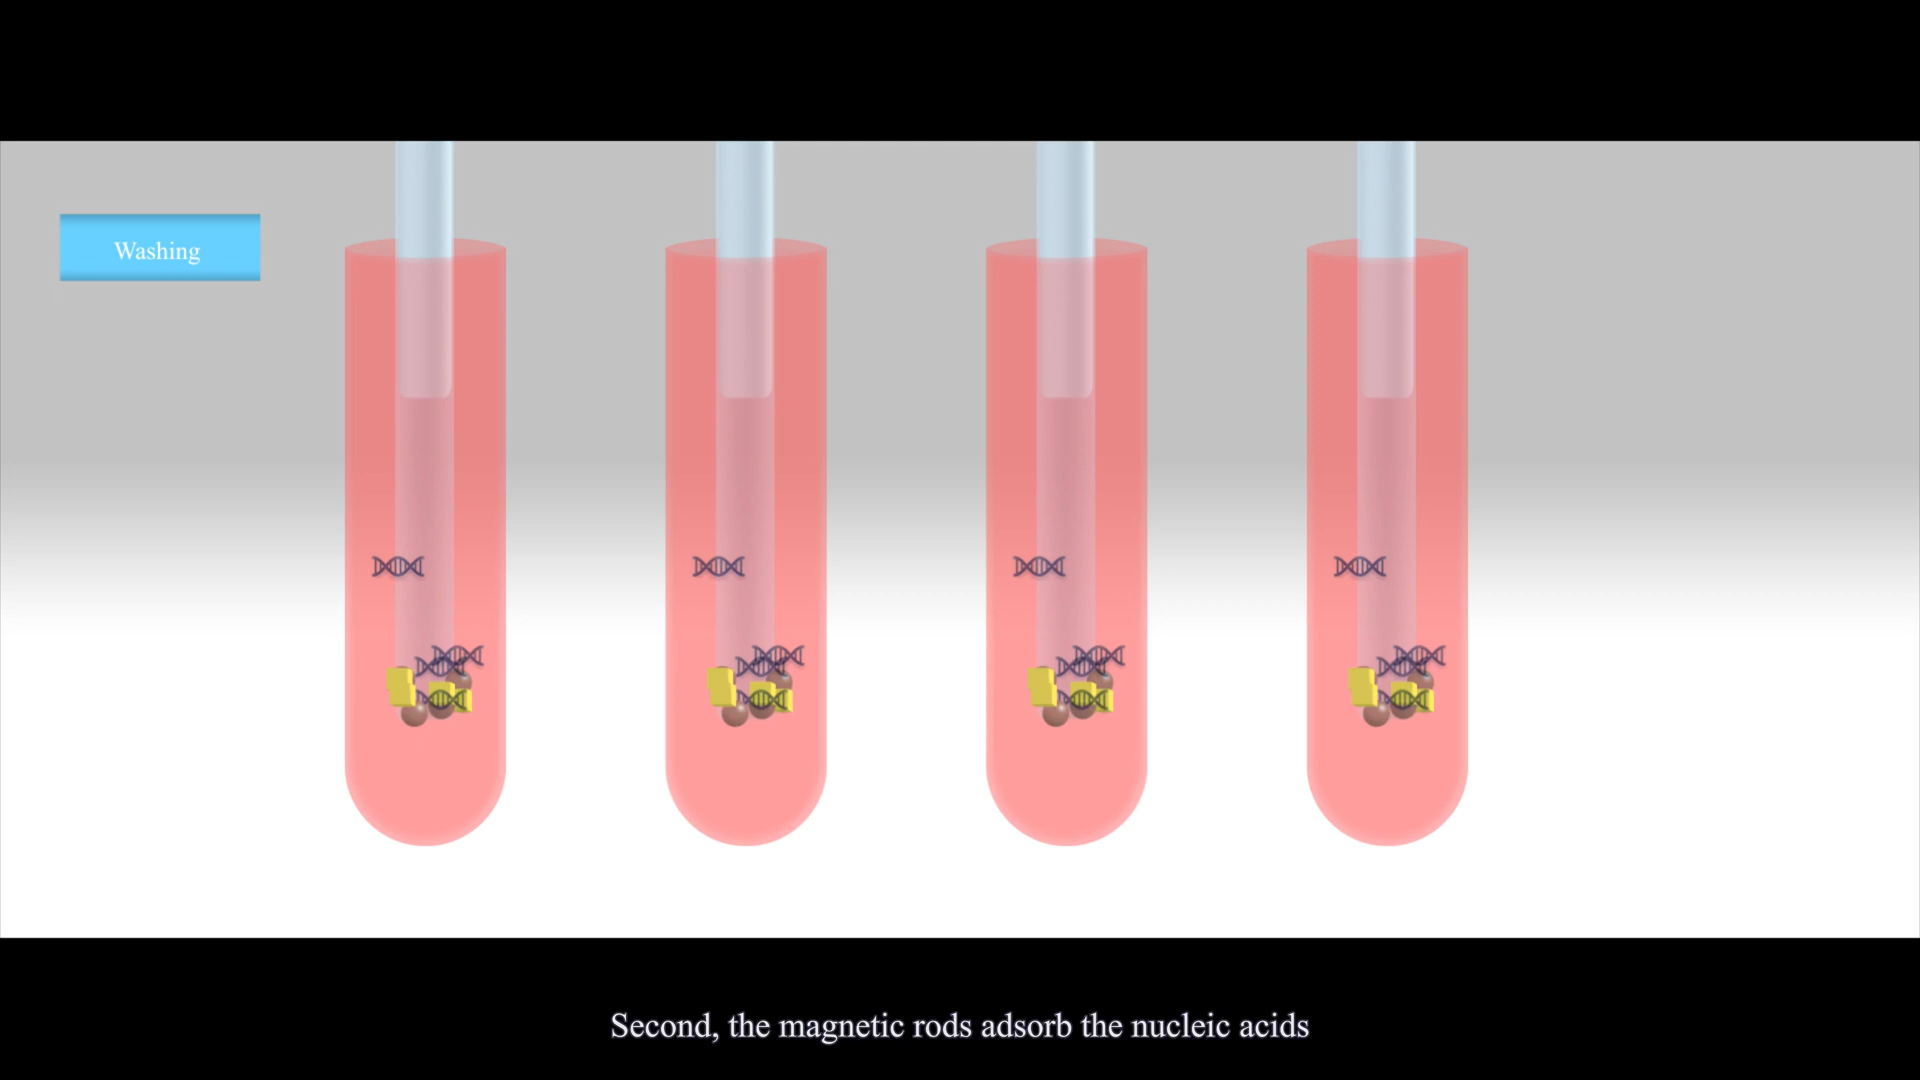 Washing
Second, the magnetic rods adsorb the nucleic acids